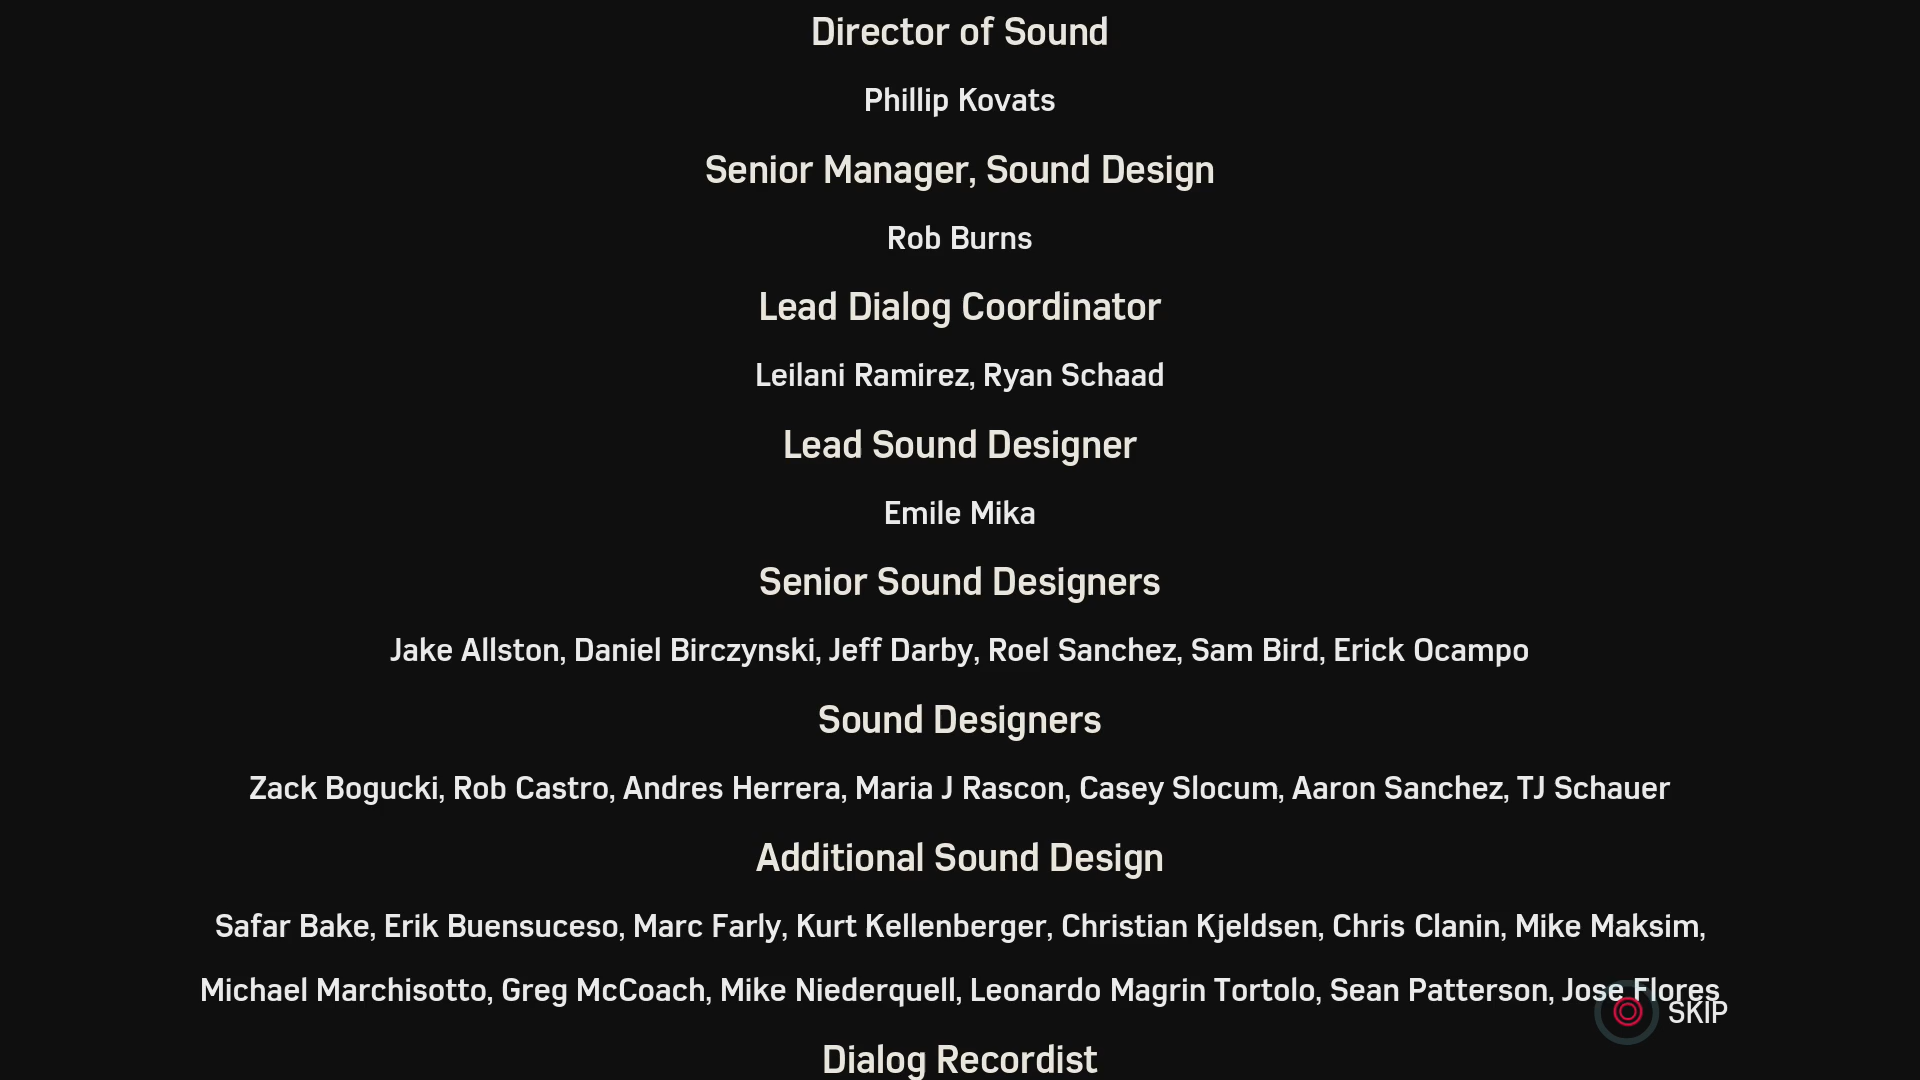 Director of Sound
Phillip Kovats
Senior Manager, Sound Design
Rob Burns
Lead Dialog Coordinator
Leilani Ramirez, Ryan Schaad
Lead Sound Designer
Emile Mika
Senior Sound Designers
Jake Allston, Daniel Birczynski, Jeff Darby, Roel Sanchez, Sam Bird, Erick Ocampo
Sound Designers
Zack Bogucki, Rob Castro, Andres Herrera, Maria J Rascon, Casey Slocum, Aaron Sanchez, TJ Schauer
Additional Sound Design
Safar Bake, Erik Buensuceso, Marc Farly, Kurt Kellenberger, Christian Kjeldsen, Chris Clanin, Mike Maksim,
Michael Marchisotto, Greg McCoach, Mike Niederquell, Leonardo Magrin Tortolo, Sean Patterson, Jose Flores
SKIP
Dialog Recordist